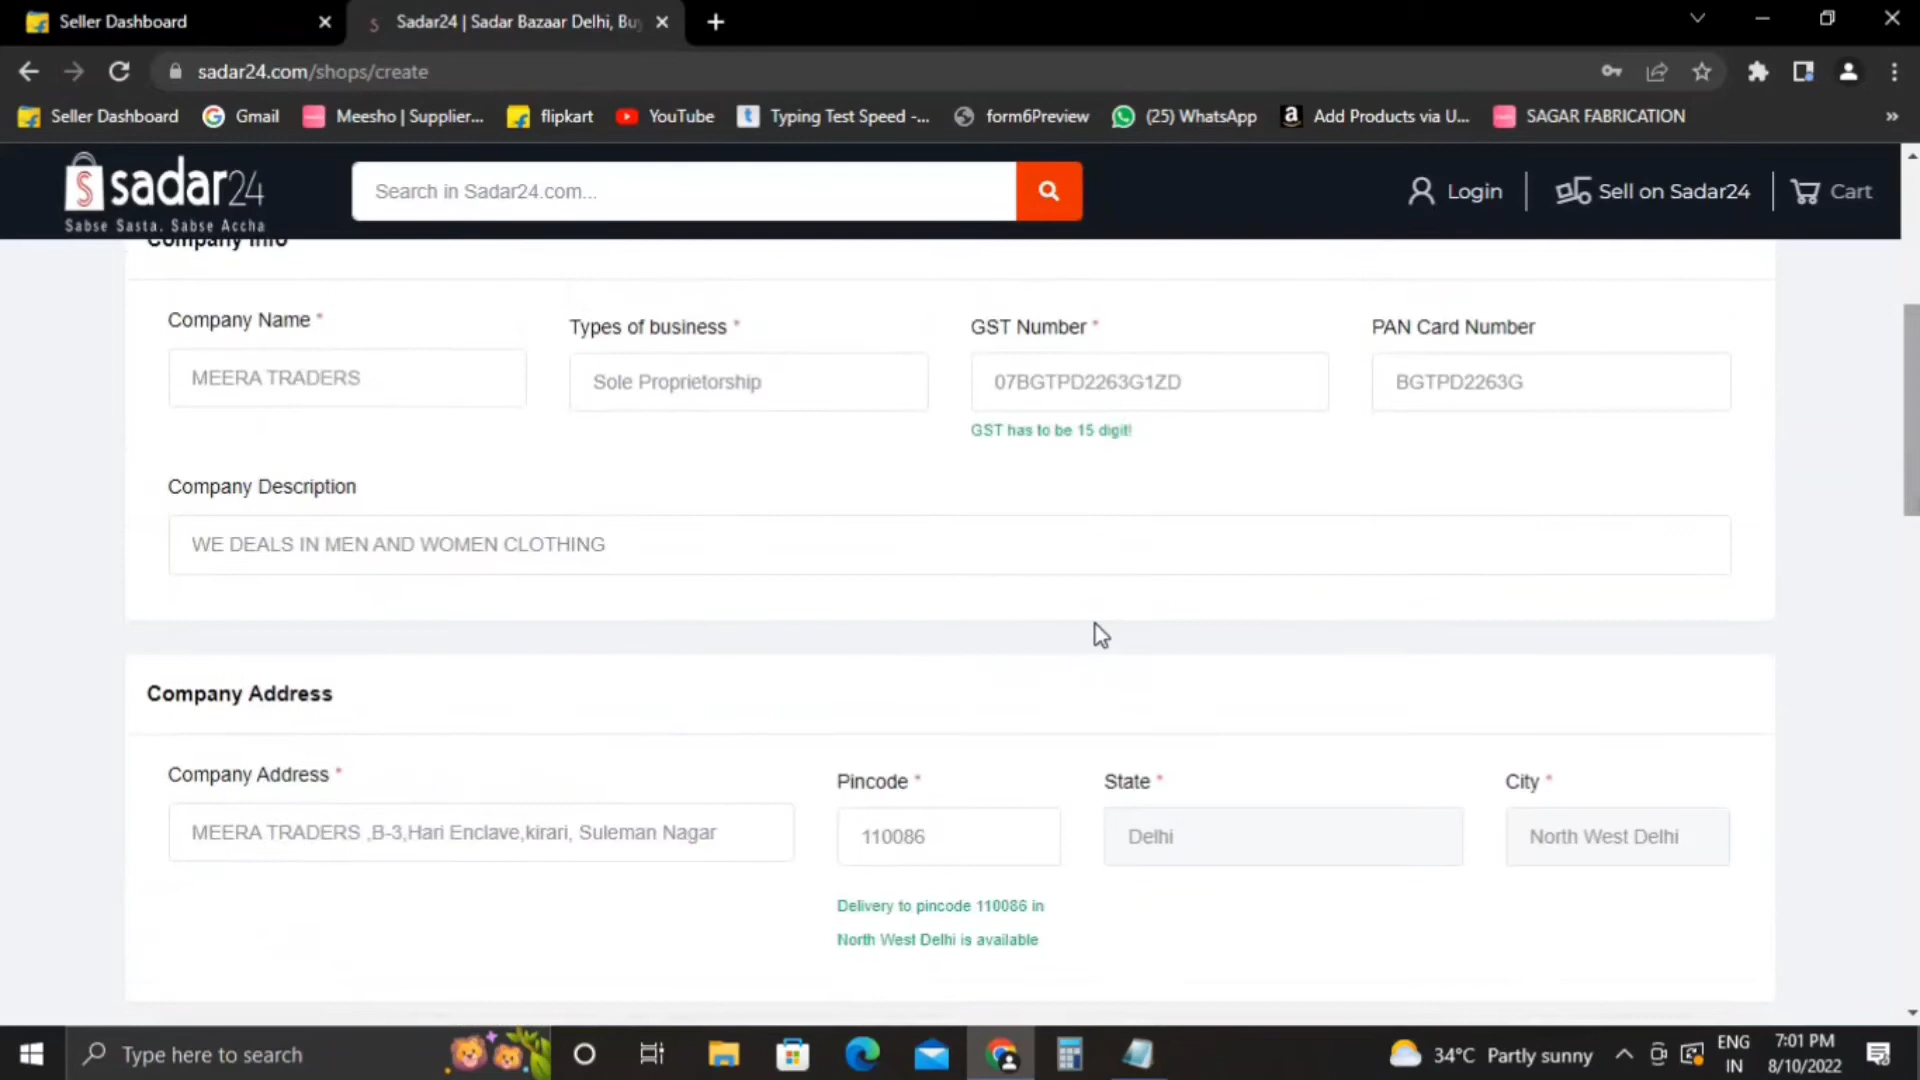 Seller Dashboard
Sadar24 | Sadar Bazaar Delhi, Bu
sadar24.com/shops/create
Seller Dashboard Gmail Meesho | Supplier... flipkart YouTube Typing Test Speed -... form6Preview (25) WhatsApp Add Products via U... SAGAR FABRICATION »
sadar24
Sabse Sasta. Sabse Accha
Search in Sadar24.com...
Login
Sell on Sadar24
Cart
Company Info
Company Name * Types of business * GST Number * PAN Card Number
MEERA TRADERS Sole Proprietorship 07BGTPD2263G1ZD BGTPD2263G
GST has to be 15 digit!
Company Description
WE DEALS IN MEN AND WOMEN CLOTHING
Company Address
Company Address * Pincode * State * City *
MEERA TRADERS ,B-3,Hari Enclave,kirari, Suleman Nagar 110086 Delhi North West Delhi
Delivery to pincode 110086 in
North West Delhi is available
Type here to search
34°C Partly sunny
ENG
IN
7:01 PM
8/10/2022